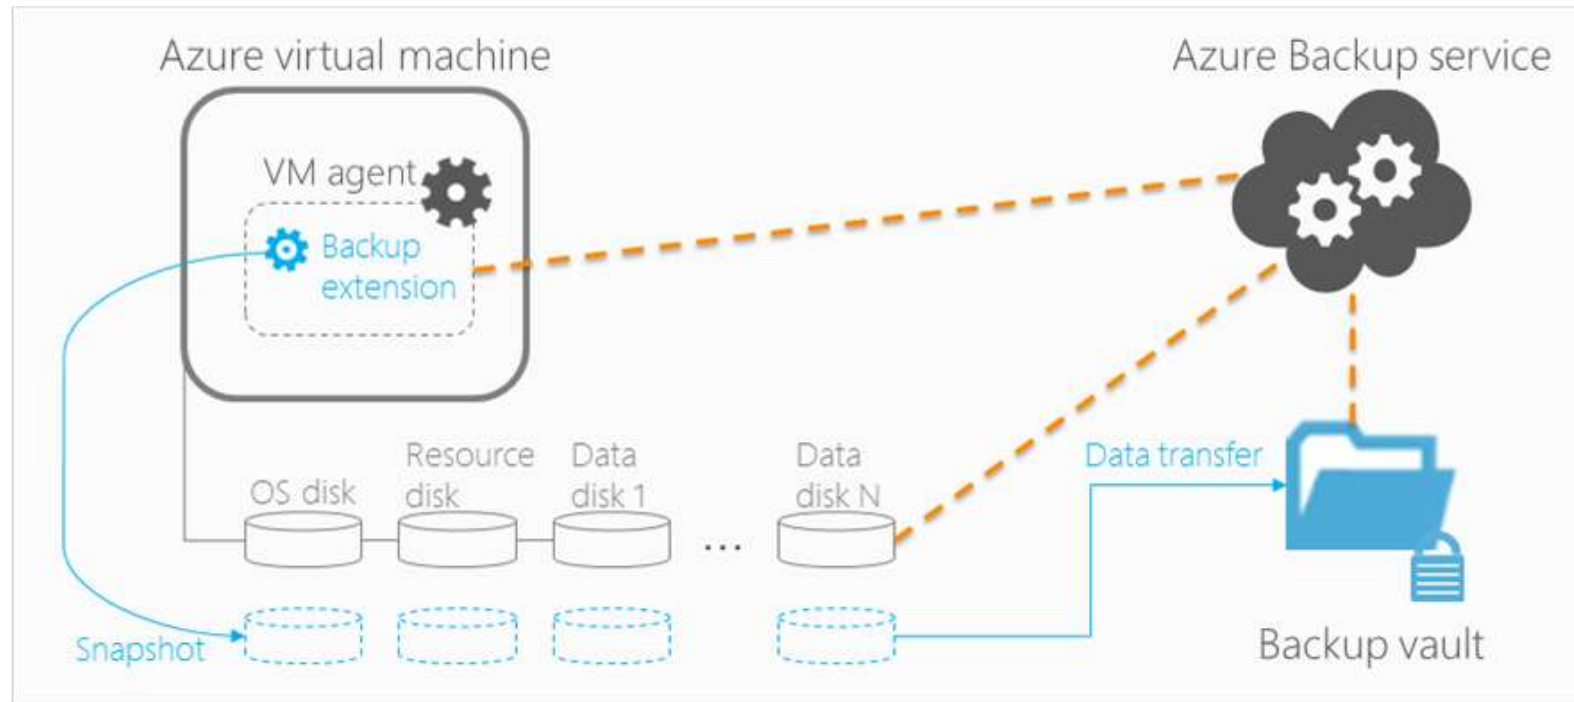 Azure virtual machine
Azure Backup service
VM agent
Backup
extension
Resource
disk
Data
disk 1
Data
disk N
OS disk
...
Data transfer
Snapshot
Backup vault